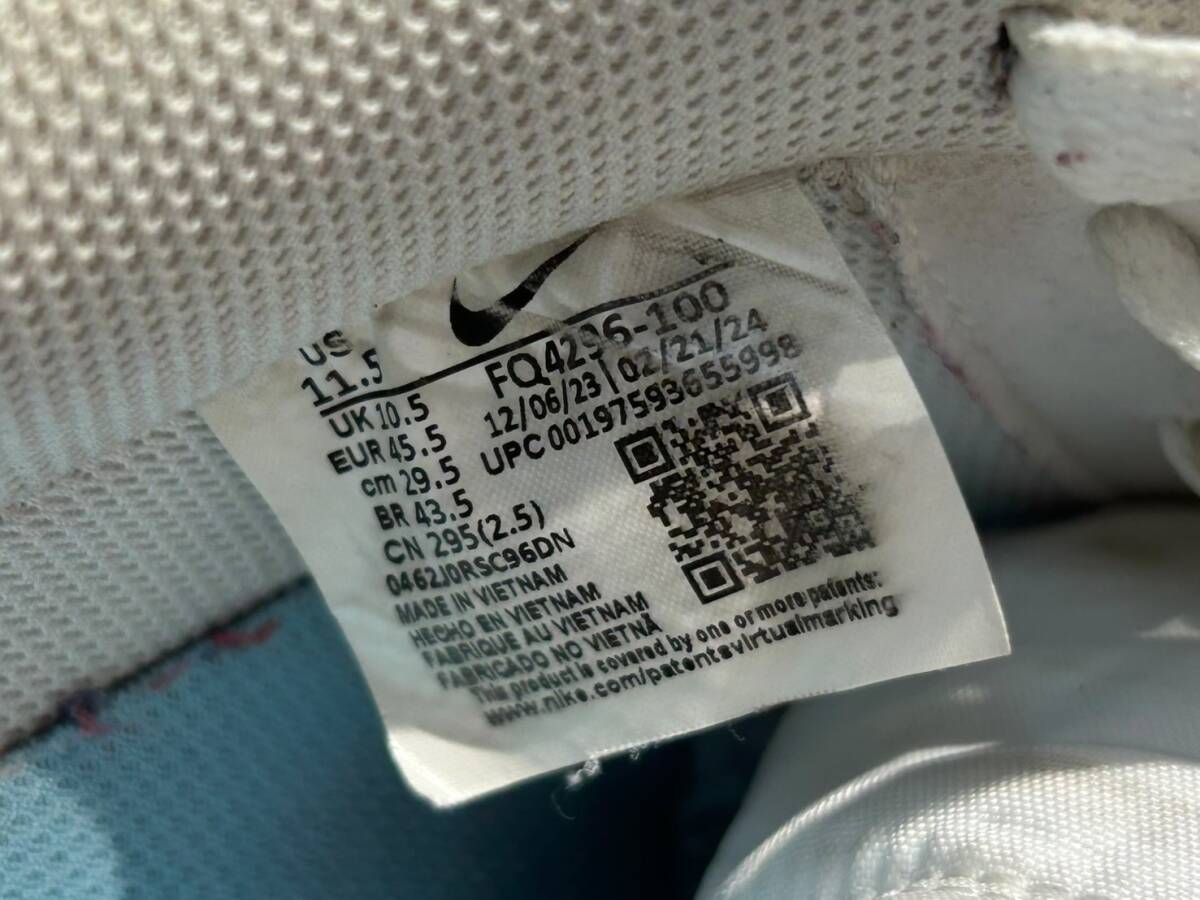 US
11.5
FQ4296-100
UK 10.5
12/06/23 | 02/21/24
EUR 45.5
UPC 00197593655998
cm 29.5
BR 43.5
CN 295(2.5)
0462J0RSC96DN
MADE IN VIETNAM
HECHO EN VIETNAM
FABRIQUE AU VIETNAM
FABRICADO NO VIETNÃ
This product is covered by one or more patents:
www.nike.com/patentsvirtualmarking